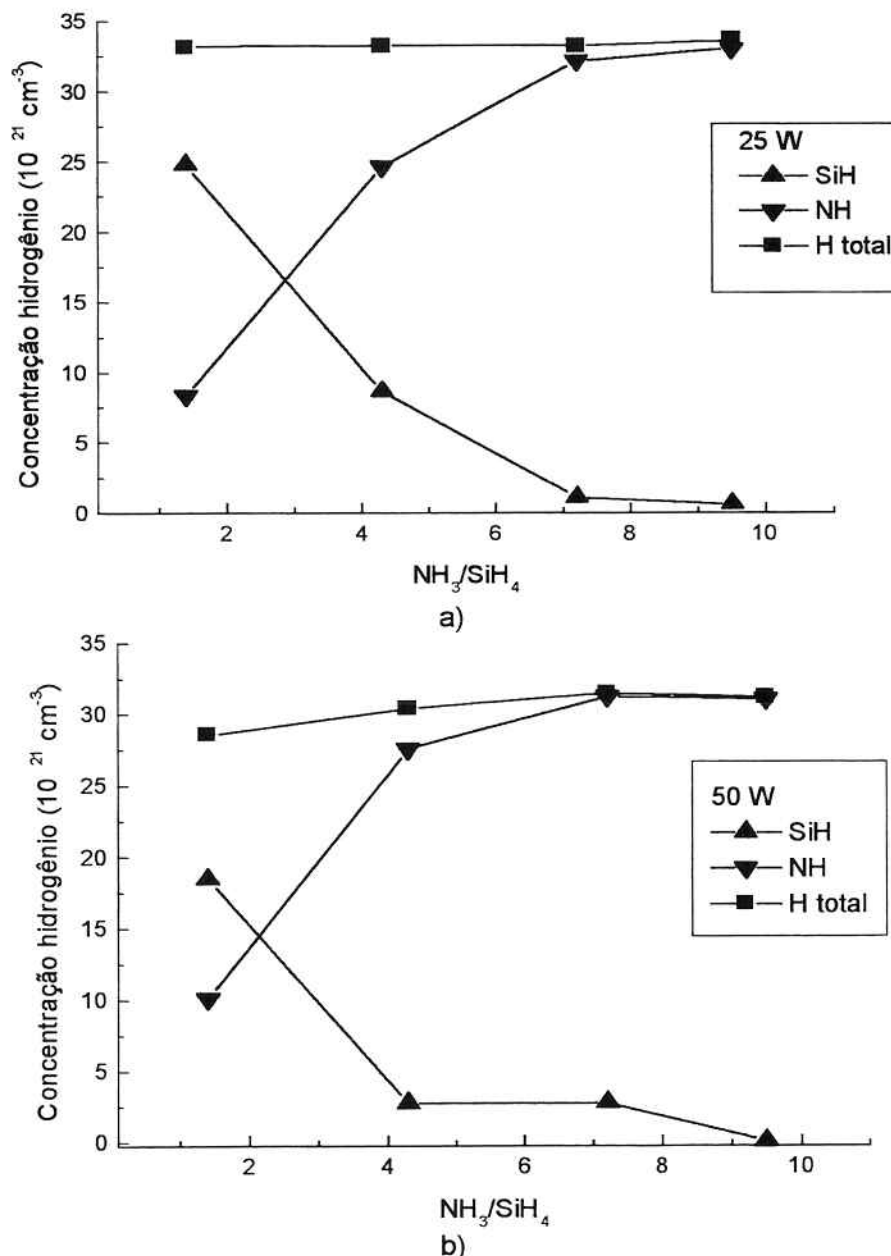 35
30
25
20
15
10
5
0
Concentração hidrogênio (10 21 cm-3)
25 W
SiH
NH
H total
2 4 6 8 10
NH3/SiH4
a)
35
30
25
20
15
10
5
0
Concentração hidrogênio (10 21 cm-3)
50 W
SiH
NH
H total
2 4 6 8 10
NH3/SiH4
b)